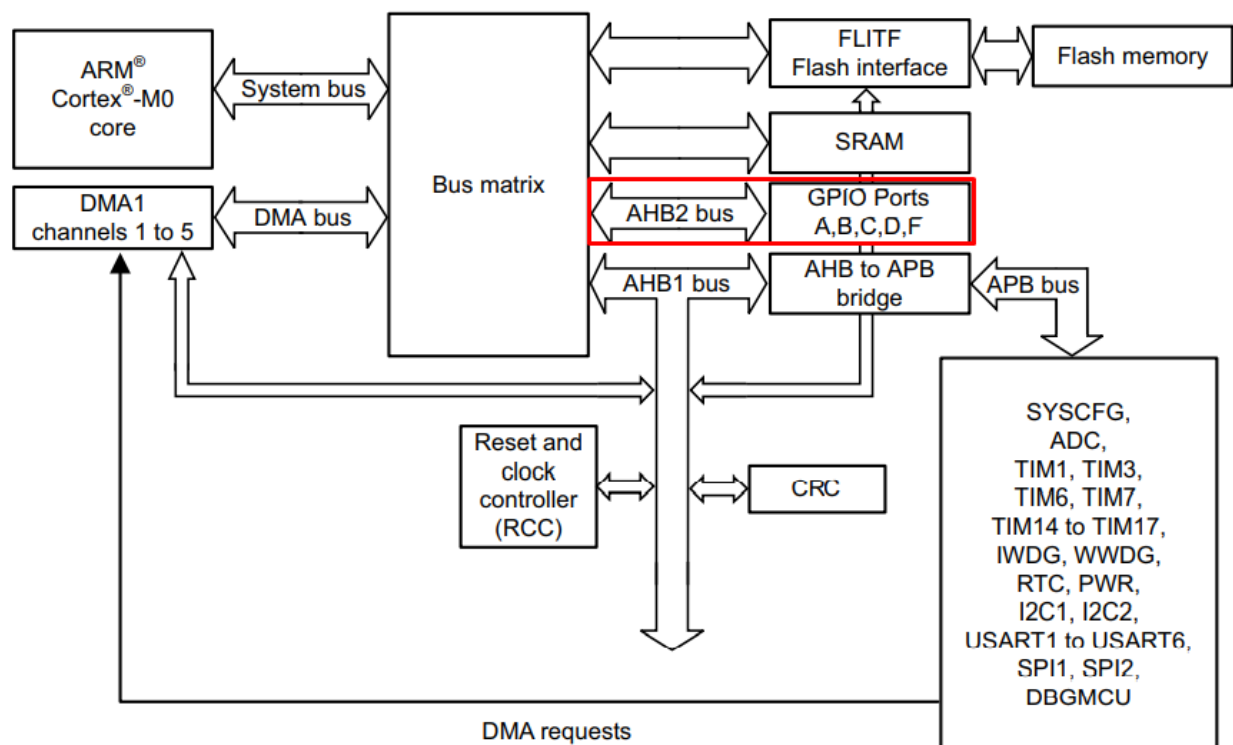 ARM®
Cortex®-M0
core
System bus
DMA1
channels 1 to 5
DMA bus
Bus matrix
FLITF
Flash interface
Flash memory
SRAM
AHB2 bus
GPIO Ports
A,B,C,D,F
AHB1 bus
AHB to APB
bridge
APB bus
Reset and
clock
controller
(RCC)
CRC
SYSCFG,
ADC,
TIM1, TIM3,
TIM6, TIM7,
TIM14 to TIM17,
IWDG, WWDG,
RTC, PWR,
I2C1, I2C2,
USART1 to USART6,
SPI1, SPI2,
DBGMCU
DMA requests